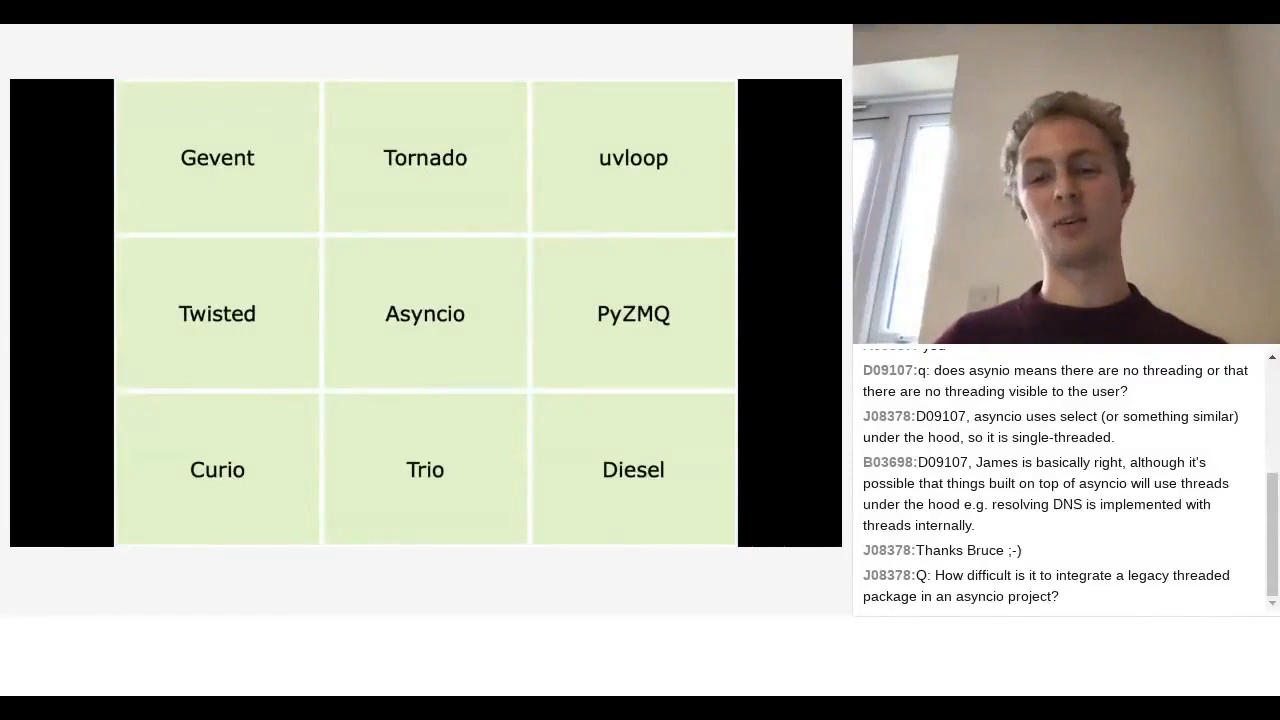 Gevent
Tornado
uvloop
Twisted
Asyncio
PyZMQ
Curio
Trio
Diesel
D09107:q: does asynio means there are no threading or that
there are no threading visible to the user?
J08378:D09107, asyncio uses select (or something similar)
under the hood, so it is single-threaded.
B03698:D09107, James is basically right, although it's
possible that things built on top of asyncio will use threads
under the hood e.g. resolving DNS is implemented with
threads internally.
J08378:Thanks Bruce ;-)
J08378:Q: How difficult is it to integrate a legacy threaded
package in an asyncio project?